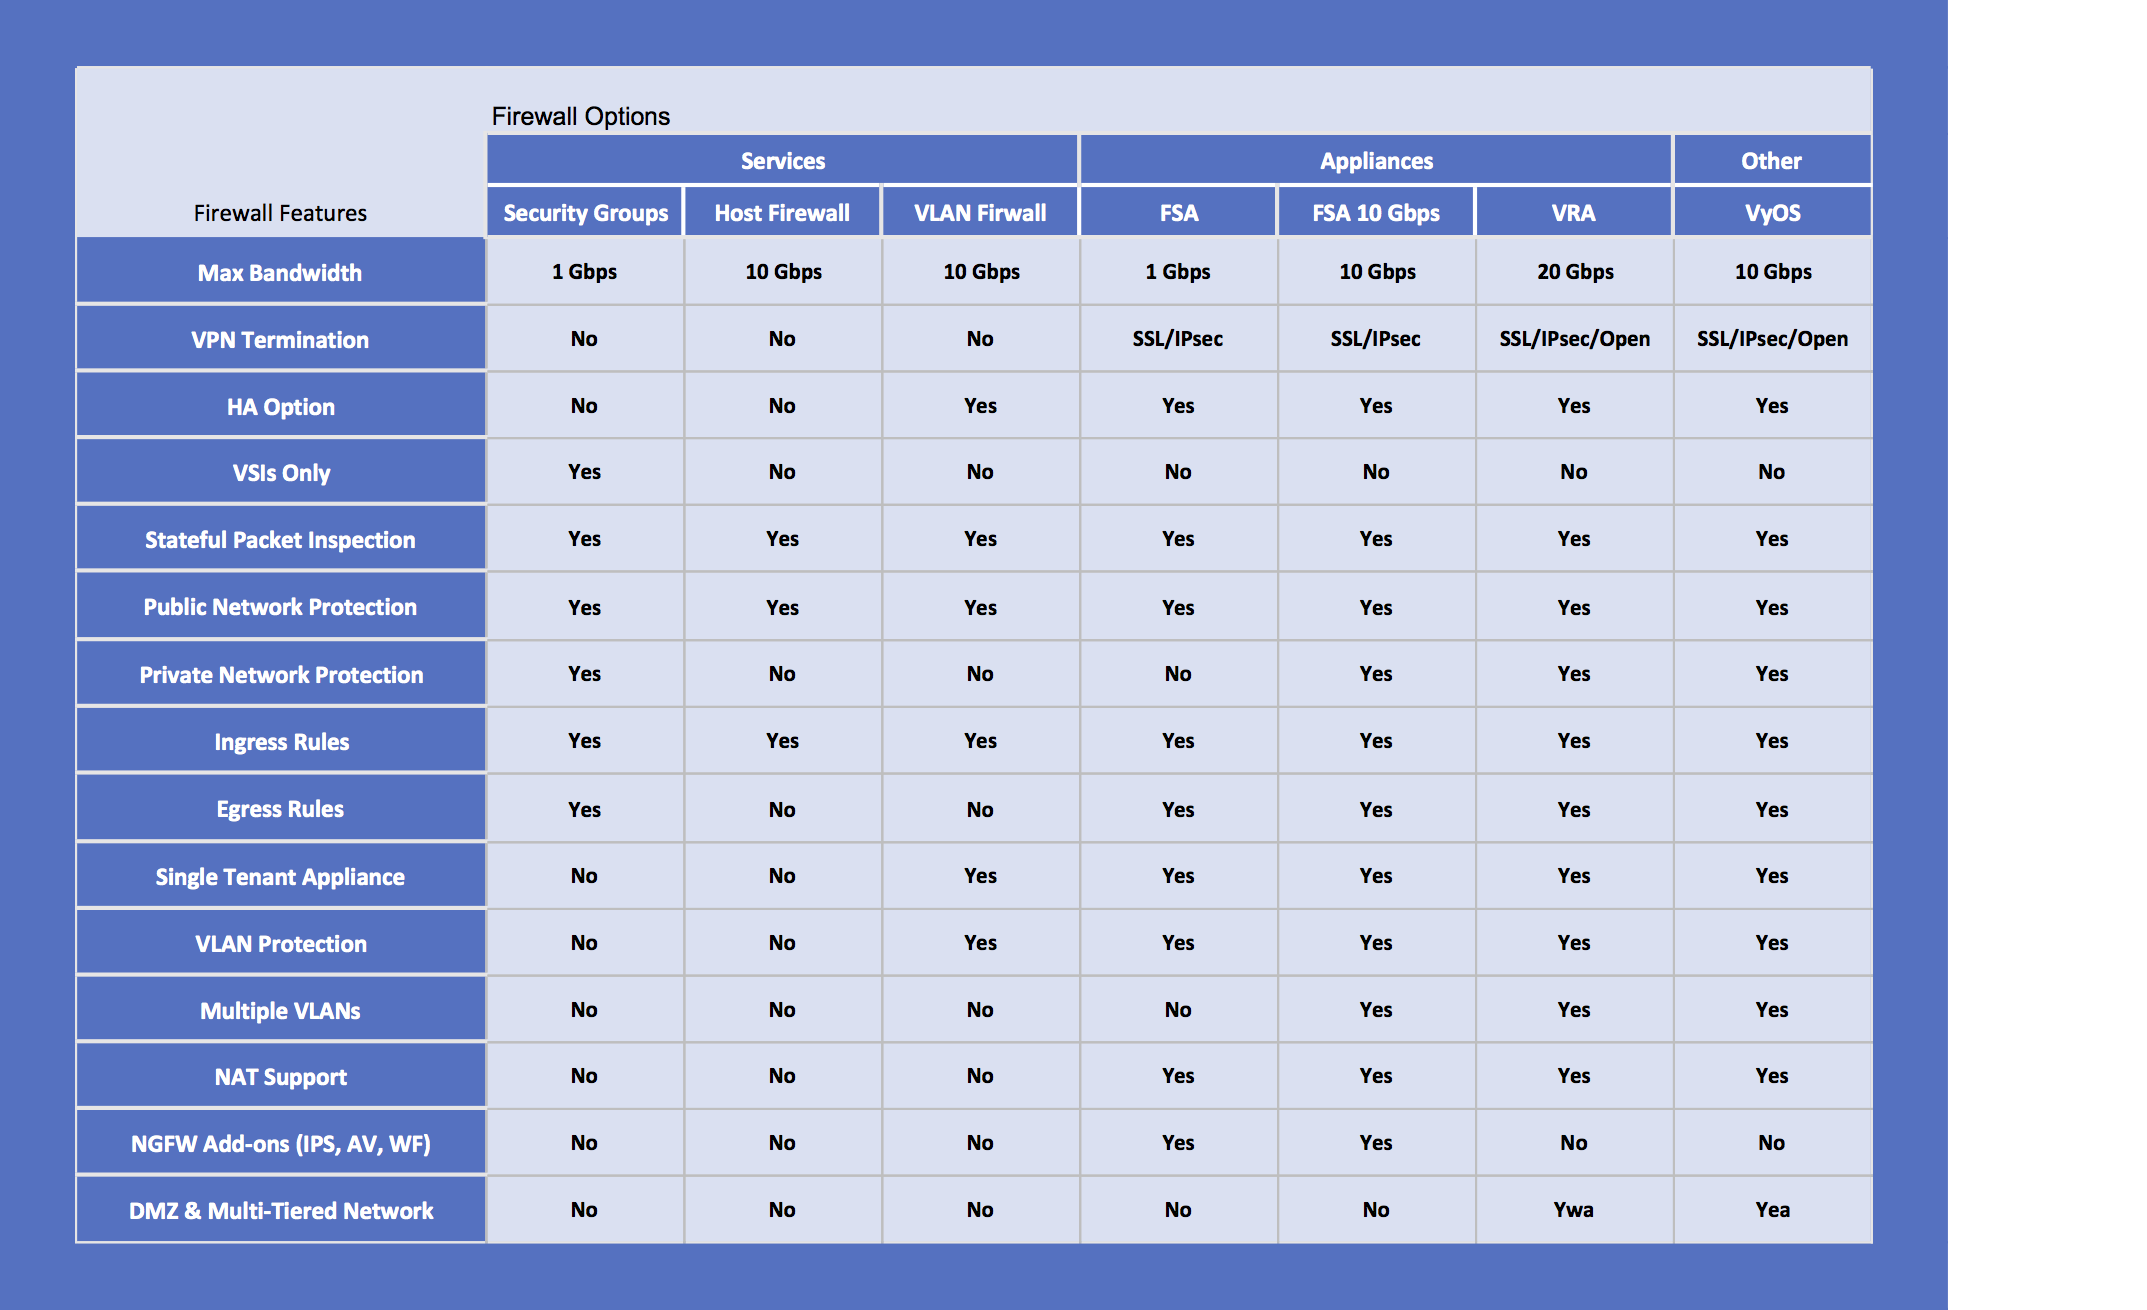 Firewall Options
Services Appliances Other
Firewall Features Security Groups Host Firewall VLAN Firwall FSA FSA 10 Gbps VRA VyOS
Max Bandwidth 1 Gbps 10 Gbps 10 Gbps 1 Gbps 10 Gbps 20 Gbps 10 Gbps
VPN Termination No No No SSL/IPsec SSL/IPsec SSL/IPsec/Open SSL/IPsec/Open
HA Option No No Yes Yes Yes Yes Yes
VSIs Only Yes No No No No No No
Stateful Packet Inspection Yes Yes Yes Yes Yes Yes Yes
Public Network Protection Yes Yes Yes Yes Yes Yes Yes
Private Network Protection Yes No No No Yes Yes Yes
Ingress Rules Yes Yes Yes Yes Yes Yes Yes
Egress Rules Yes No No Yes Yes Yes Yes
Single Tenant Appliance No No Yes Yes Yes Yes Yes
VLAN Protection No No Yes Yes Yes Yes Yes
Multiple VLANs No No No No Yes Yes Yes
NAT Support No No No Yes Yes Yes Yes
NGFW Add-ons (IPS, AV, WF) No No No Yes Yes No No
DMZ & Multi-Tiered Network No No No No No Ywa Yea